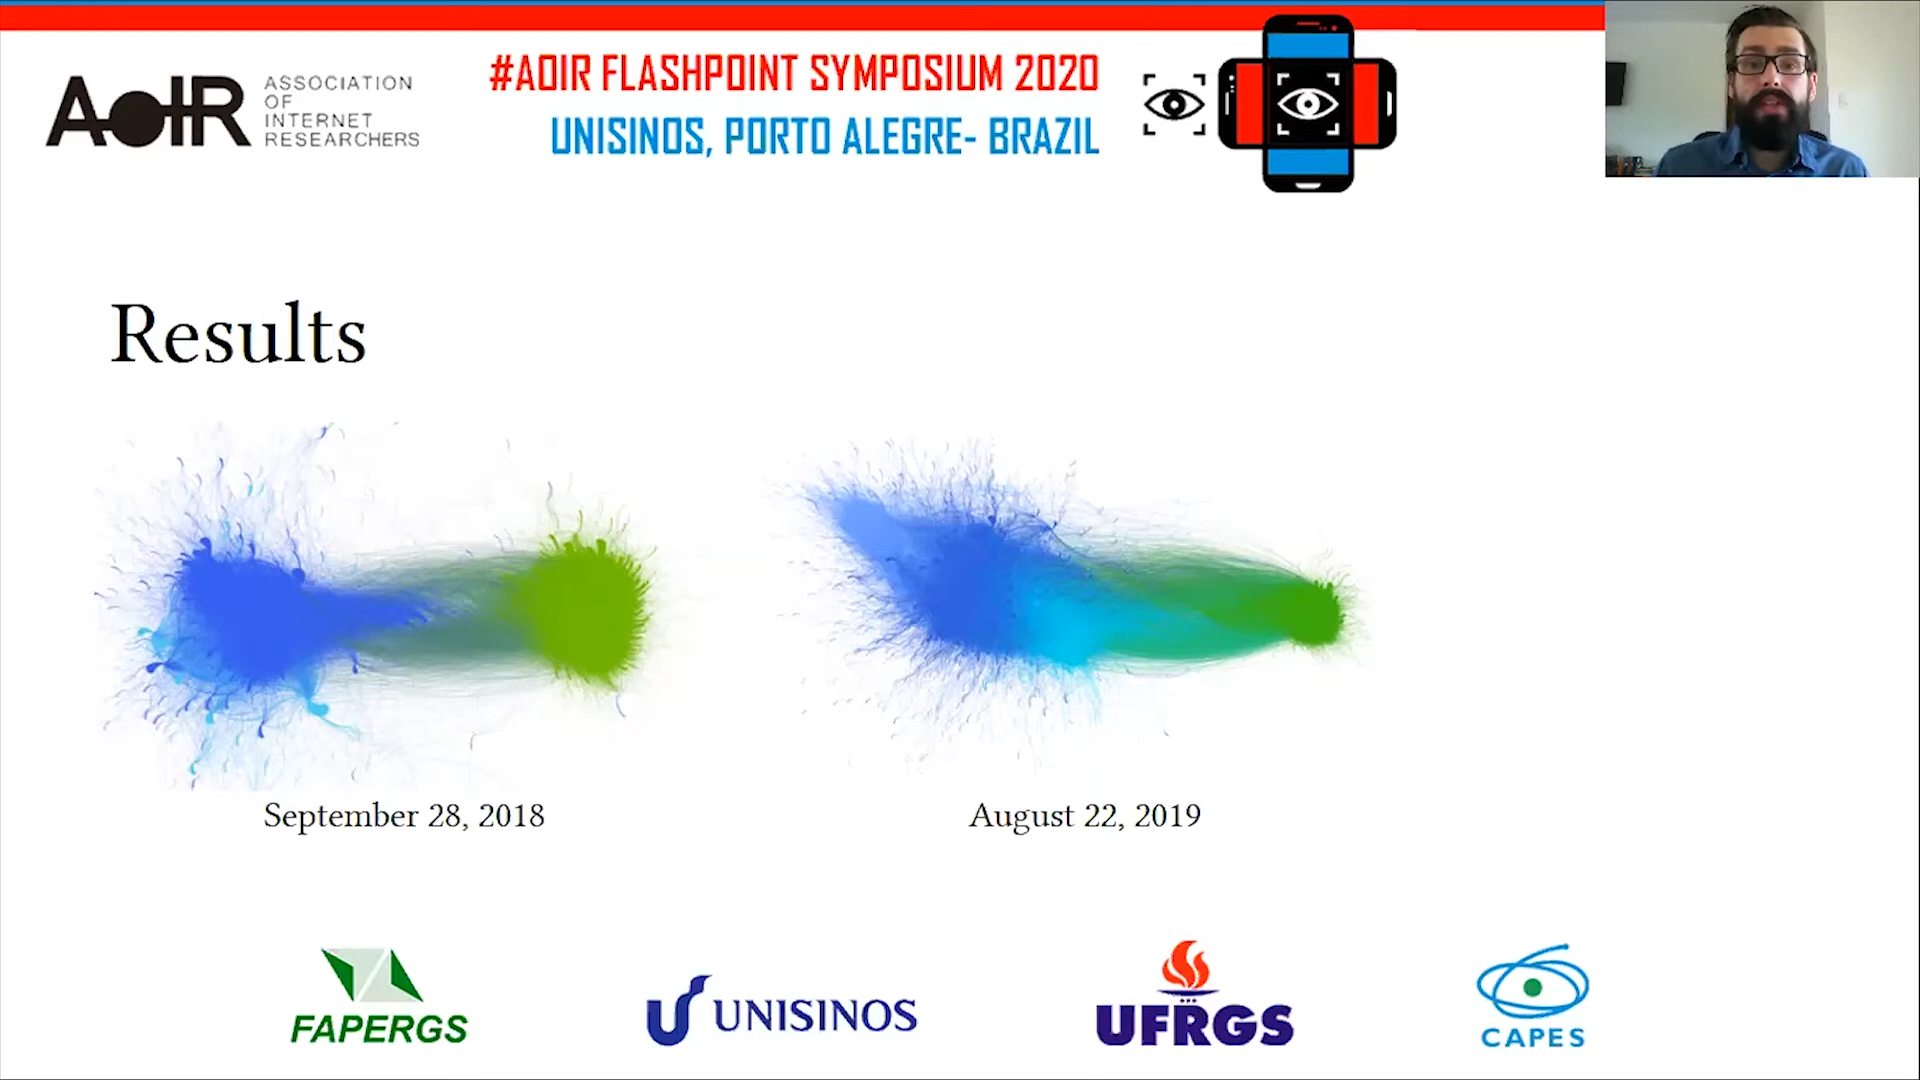 AoIR
ASSOCIATION
OF
INTERNET
RESEARCHERS
#AOIR FLASHPOINT SYMPOSIUM 2020
UNISINOS, PORTO ALEGRE- BRAZIL
Results
September 28, 2018
August 22, 2019
FAPERGS
UNISINOS
UFRGS
CAPES